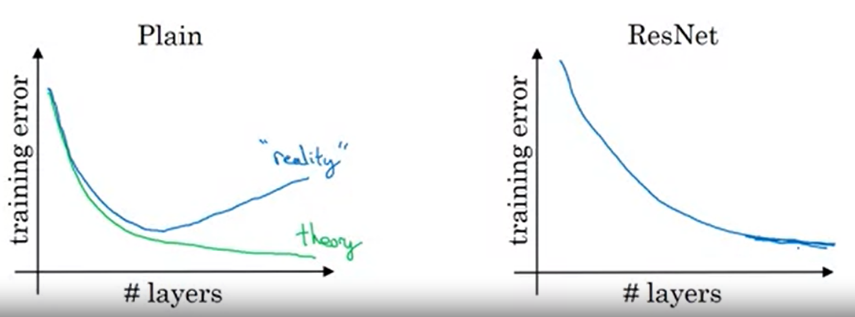 Plain
training error
"reality"
theory
# layers
ResNet
training error
# layers